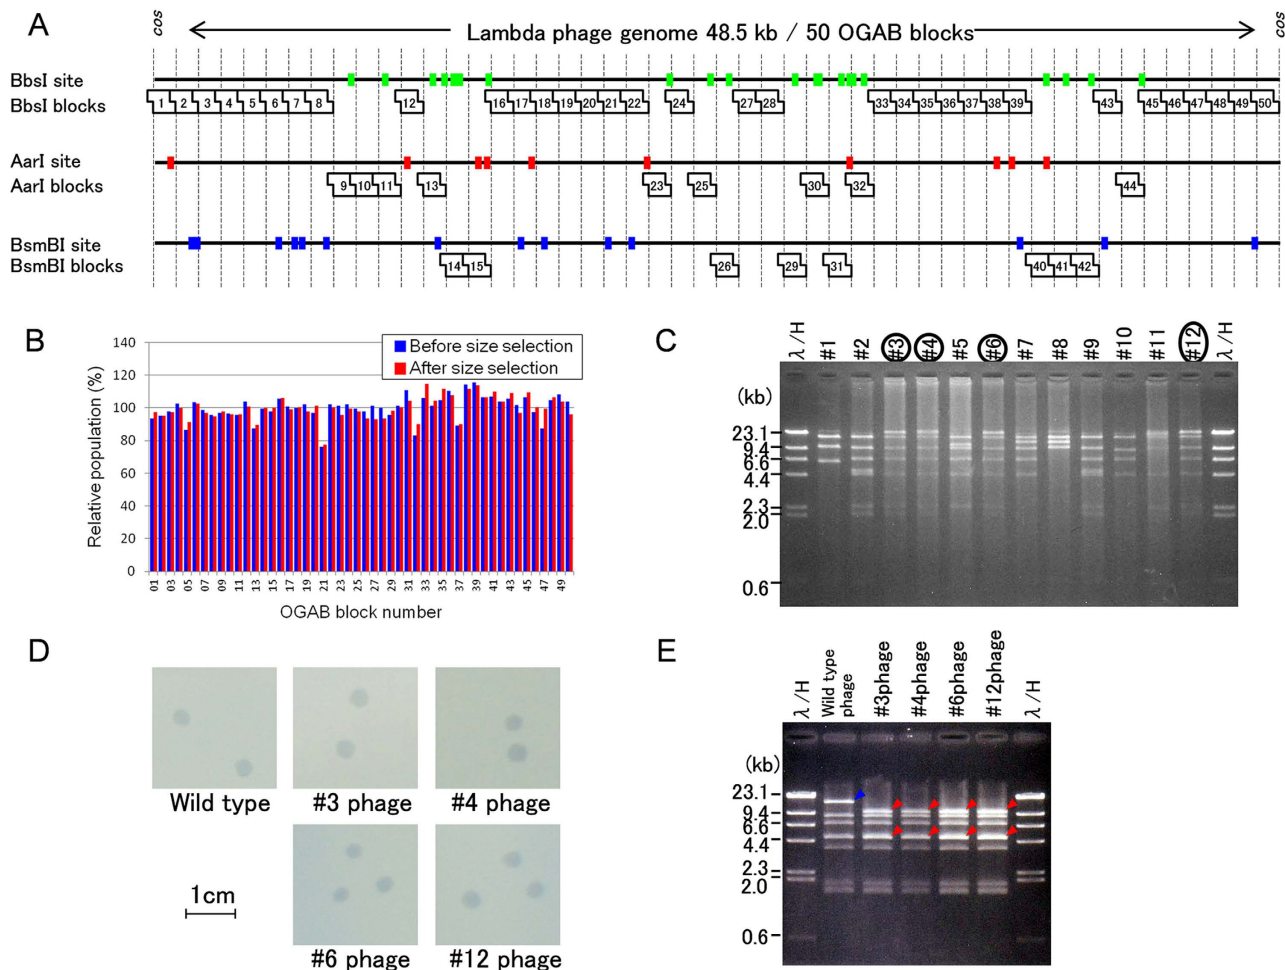 A
cos
Lambda phage genome 48.5 kb / 50 OGAB blocks
cos
BbsI site
BbsI blocks
1 2 3 4 5 6 7 8 12 16 17 18 19 20 21 22 24 27 28 33 34 35 36 37 38 39 43 45 46 47 48 49 50
AarI site
AarI blocks
9 10 11 13 23 25 30 32 44
BsmBI site
BsmBI blocks
14 15 26 29 31 40 41 42
B
Relative population (%)
140
120
100
80
60
40
20
0
Before size selection
After size selection
01 03 05 07 09 11 13 15 17 19 21 23 25 27 29 31 33 35 37 39 41 43 45 47 49
OGAB block number
C
λ/H #1 #2 #3 #4 #5 #6 #7 #8 #9 #10 #11 #12 λ/H
(kb)
23.1
9.4
6.6
4.4
2.3
2.0
0.6
D
Wild type
#3 phage
#4 phage
1cm
#6 phage
#12 phage
E
λ/H
Wild type
phage
#3phage
#4phage
#6phage
#12phage
λ/H
(kb)
23.1
9.4
6.6
4.4
2.3
2.0
0.6